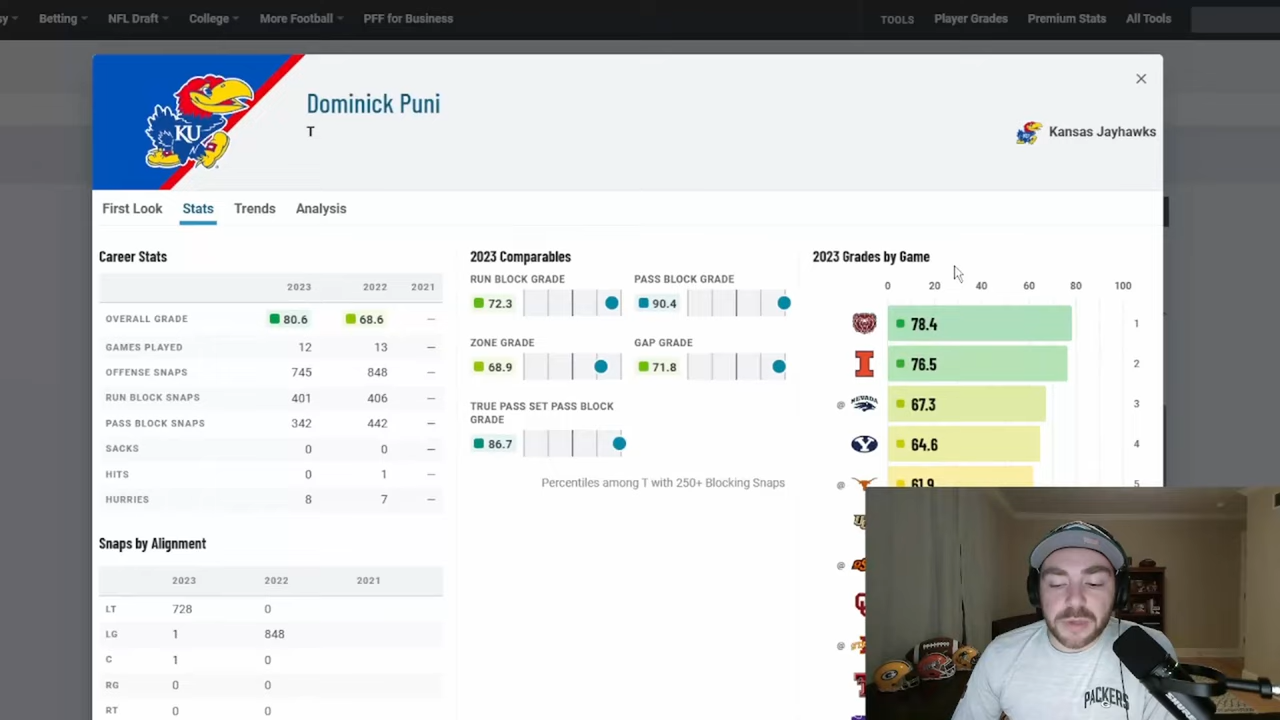 Betting
NFL Draft
College
More Football
PFF for Business
TOOLS
Player Grades
Premium Stats
All Tools
KU
Dominick Puni
T
Kansas Jayhawks
First Look
Stats
Trends
Analysis
Career Stats
2023 2022 2021
OVERALL GRADE 80.6 68.6 —
GAMES PLAYED 12 13 —
OFFENSE SNAPS 745 848 —
RUN BLOCK SNAPS 401 406 —
PASS BLOCK SNAPS 342 442 —
SACKS 0 0 —
HITS 0 1 —
HURRIES 8 7 —
Snaps by Alignment
2023 2022 2021
LT 728 0
LG 1 848
C 1 0
RG 0 0
RT 0 0
2023 Comparables
RUN BLOCK GRADE
72.3
PASS BLOCK GRADE
90.4
ZONE GRADE
68.9
GAP GRADE
71.8
TRUE PASS SET PASS BLOCK
GRADE
86.7
Percentiles among T with 250+ Blocking Snaps
2023 Grades by Game
0 20 40 60 80 100
78.4 1
I 76.5 2
@ NEVADA 67.3 3
Y 64.6 4
@ 61.9 5
@
@
PACKERS